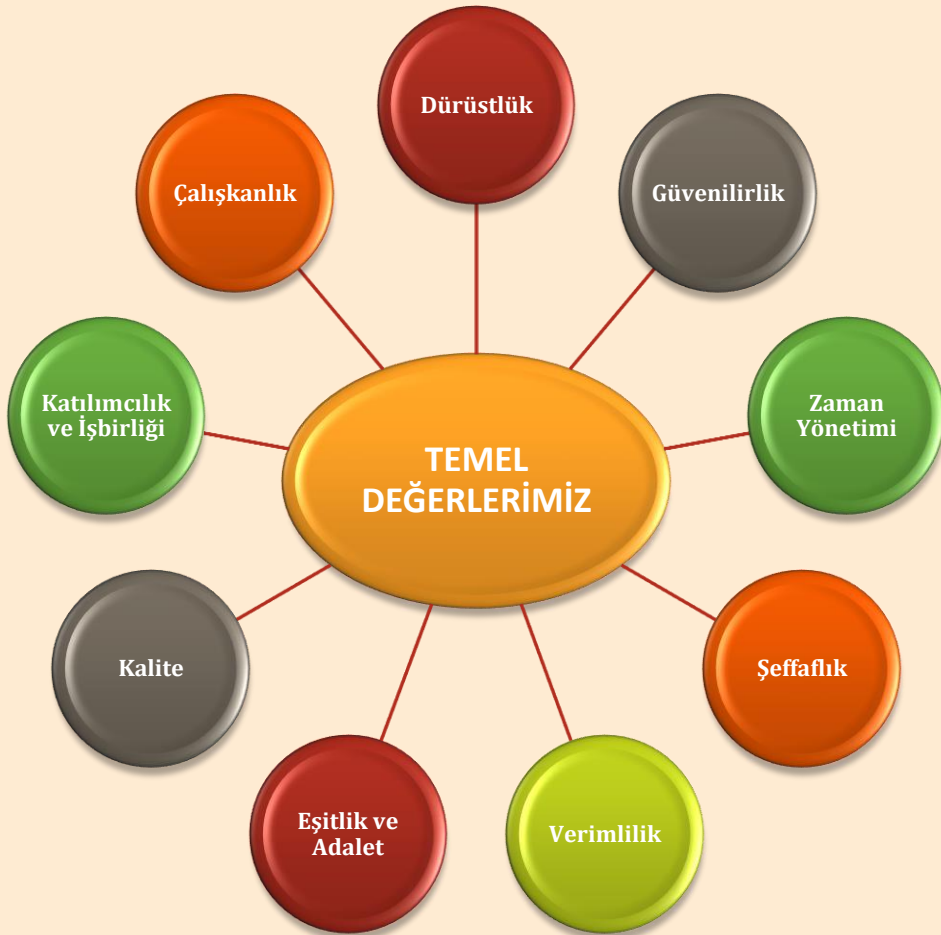 Dürüstlük
Güvenilirlik
Zaman
Yönetimi
Şeffaflık
Verimlilik
Eşitlik ve
Adalet
Kalite
Katılımcılık
ve İşbirliği
Çalışkanlık
TEMEL
DEĞERLERİMİZ